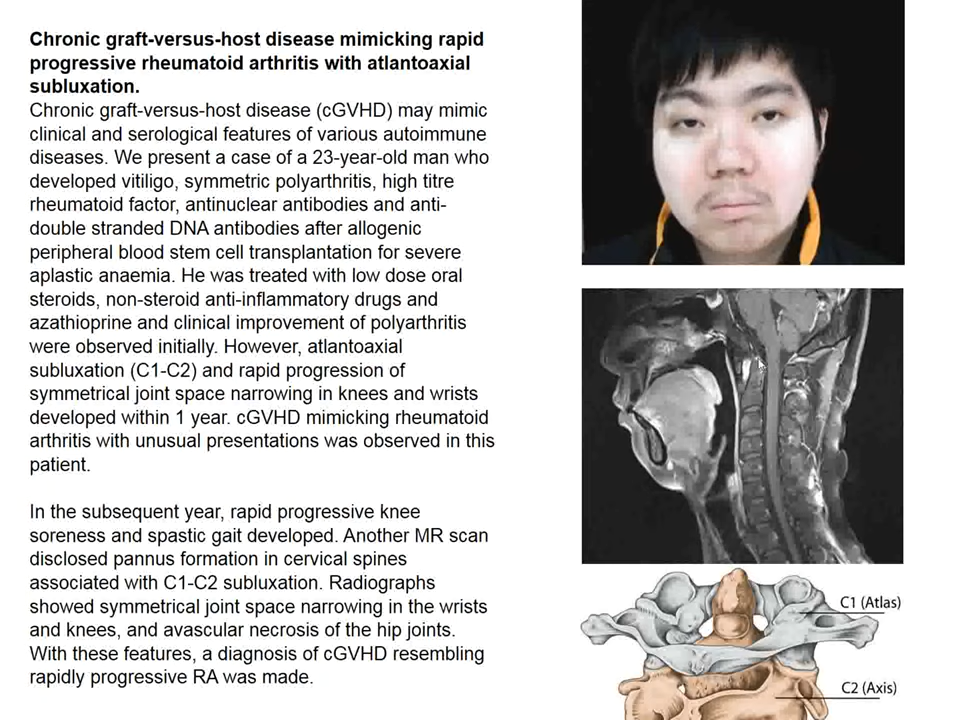 Chronic graft-versus-host disease mimicking rapid
progressive rheumatoid arthritis with atlantoaxial
subluxation.
Chronic graft-versus-host disease (cGVHD) may mimic
clinical and serological features of various autoimmune
diseases. We present a case of a 23-year-old man who
developed vitiligo, symmetric polyarthritis, high titre
rheumatoid factor, antinuclear antibodies and anti-
double stranded DNA antibodies after allogenic
peripheral blood stem cell transplantation for severe
aplastic anaemia. He was treated with low dose oral
steroids, non-steroid anti-inflammatory drugs and
azathioprine and clinical improvement of polyarthritis
were observed initially. However, atlantoaxial
subluxation (C1-C2) and rapid progression of
symmetrical joint space narrowing in knees and wrists
developed within 1 year. cGVHD mimicking rheumatoid
arthritis with unusual presentations was observed in this
patient.
In the subsequent year, rapid progressive knee
soreness and spastic gait developed. Another MR scan
disclosed pannus formation in cervical spines
associated with C1-C2 subluxation. Radiographs
showed symmetrical joint space narrowing in the wrists
and knees, and avascular necrosis of the hip joints.
With these features, a diagnosis of cGVHD resembling
rapidly progressive RA was made.
C1 (Atlas)
C2 (Axis)